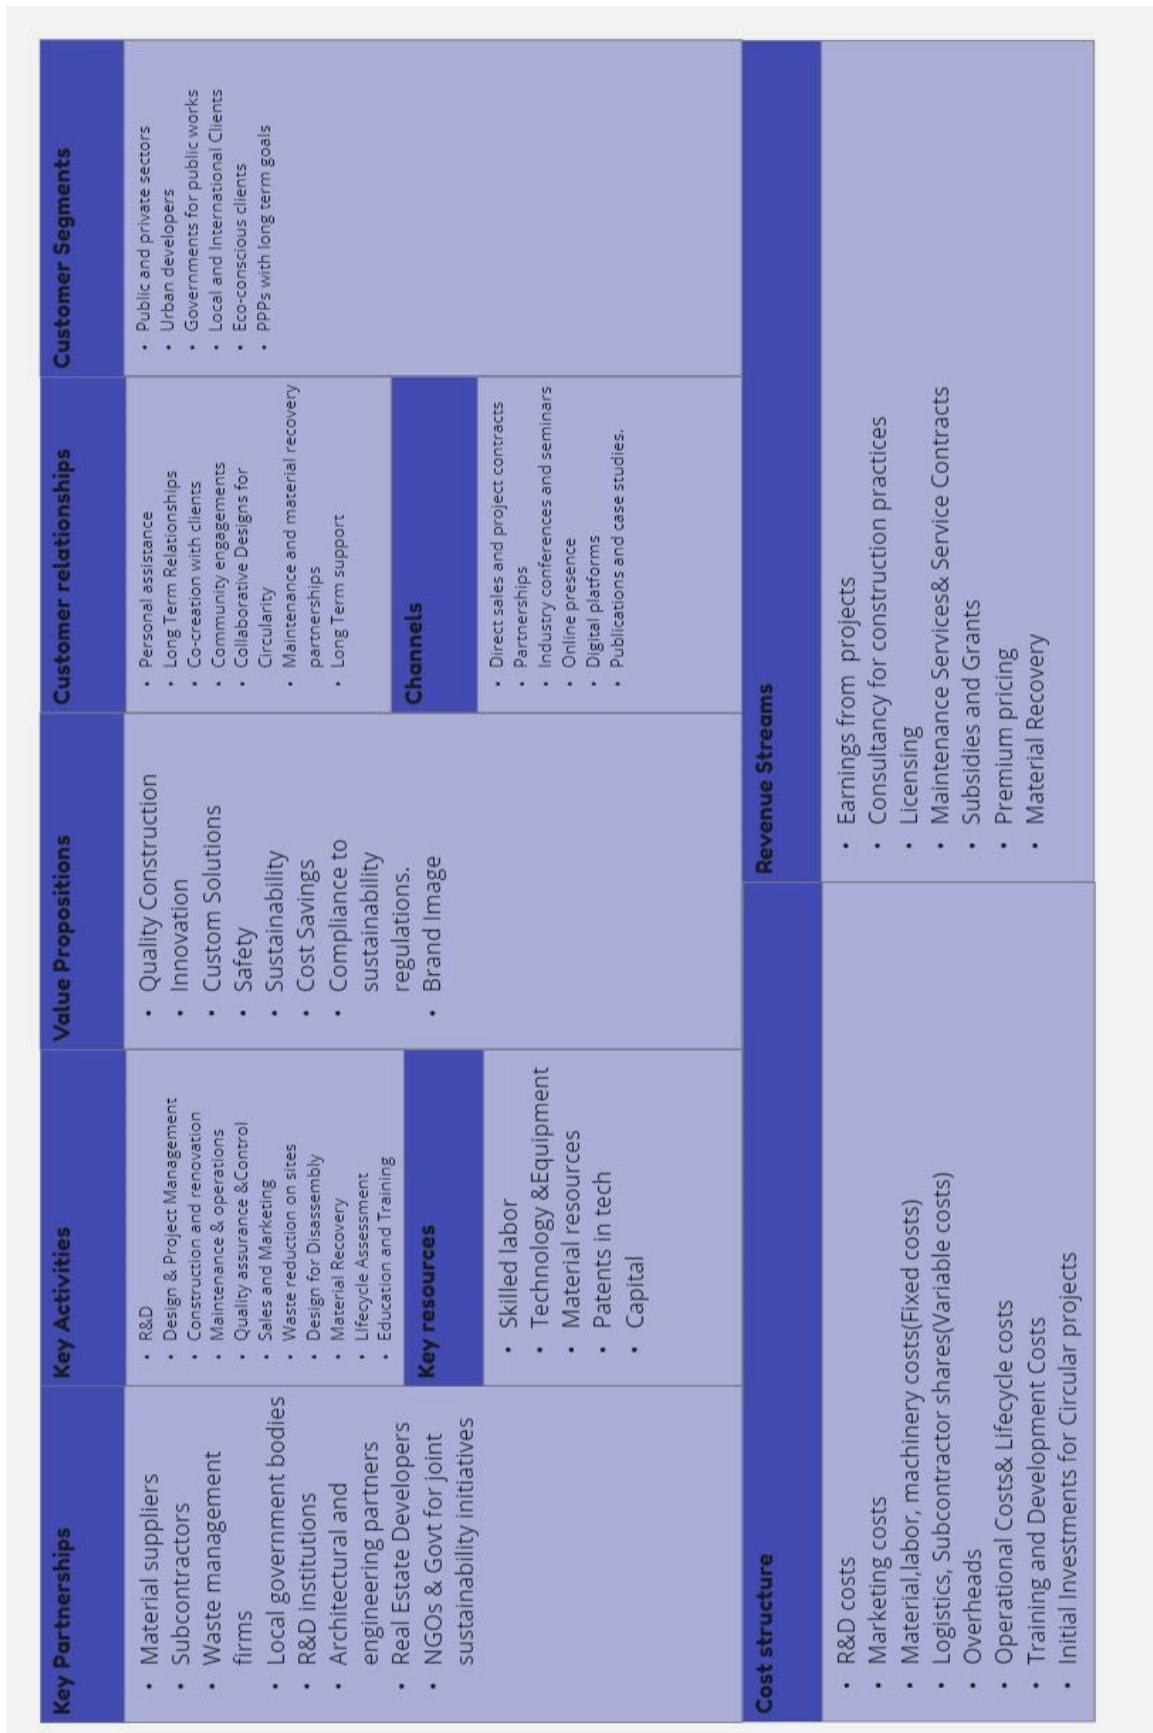 Key Partnerships
• Material suppliers
• Subcontractors
• Waste management
firms
• Local government bodies
• R&D institutions
• Architectural and
engineering partners
• Real Estate Developers
• NGOs & Govt for joint
sustainability initiatives
Key Activities
• R&D
• Design & Project Management
• Construction and renovation
• Maintenance & operations
• Quality assurance &Control
• Sales and Marketing
• Waste reduction on sites
• Design for Disassembly
• Material Recovery
• LIfecycle Assessment
• Education and Training
Key resources
• Skilled labor
• Technology &Equipment
• Material resources
• Patents in tech
• Capital
Value Propositions
• Quality Construction
• Innovation
• Custom Solutions
• Safety
• Sustainability
• Cost Savings
• Compliance to
sustainability
regulations.
• Brand Image
Customer relationships
• Personal assistance
• Long Term Relationships
• Co-creation with clients
• Community engagements
• Collaborative Designs for
Circularity
• Maintenance and material recovery
partnerships
• Long Term support
Channels
• Direct sales and project contracts
• Partnerships
• Industry conferences and seminars
• Online presence
• Digital platforms
• Publications and case studies.
Customer Segments
• Public and private sectors
• Urban developers
• Governments for public works
• Local and International Clients
• Eco-conscious clients
• PPPs with long term goals
Cost structure
• R&D costs
• Marketing costs
• Material,labor, machinery costs(Fixed costs)
• Logistics, Subcontractor shares(Variable costs)
• Overheads
• Operational Costs& Lifecycle costs
• Training and Development Costs
• Initial Investments for Circular projects
Revenue Streams
• Earnings from projects
• Consultancy for construction practices
• Licensing
• Maintenance Services& Service Contracts
• Subsidies and Grants
• Premium pricing
• Material Recovery